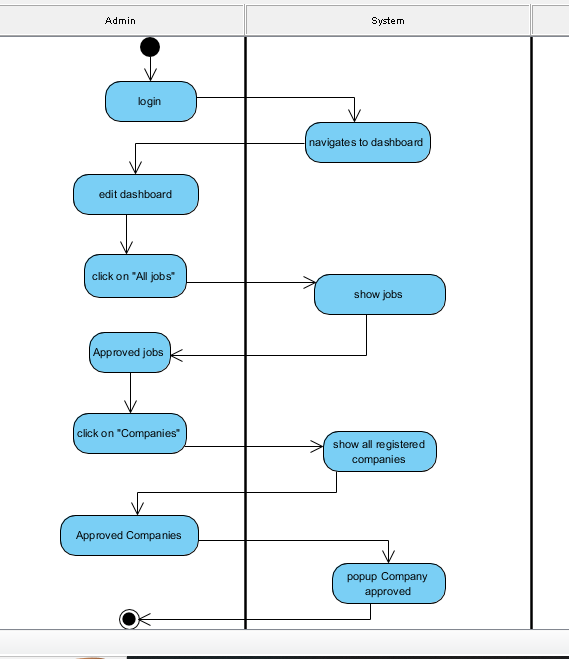 Admin
System
login
navigates to dashboard
edit dashboard
click on "All jobs"
show jobs
Approved jobs
click on "Companies"
show all registered
companies
Approved Companies
popup Company
approved